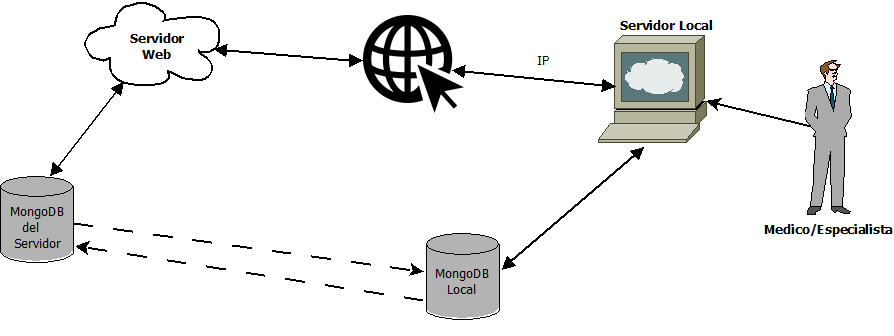 Servidor
Web
IP
Servidor Local
Medico/Especialista
MongoDB
del
Servidor
MongoDB
Local